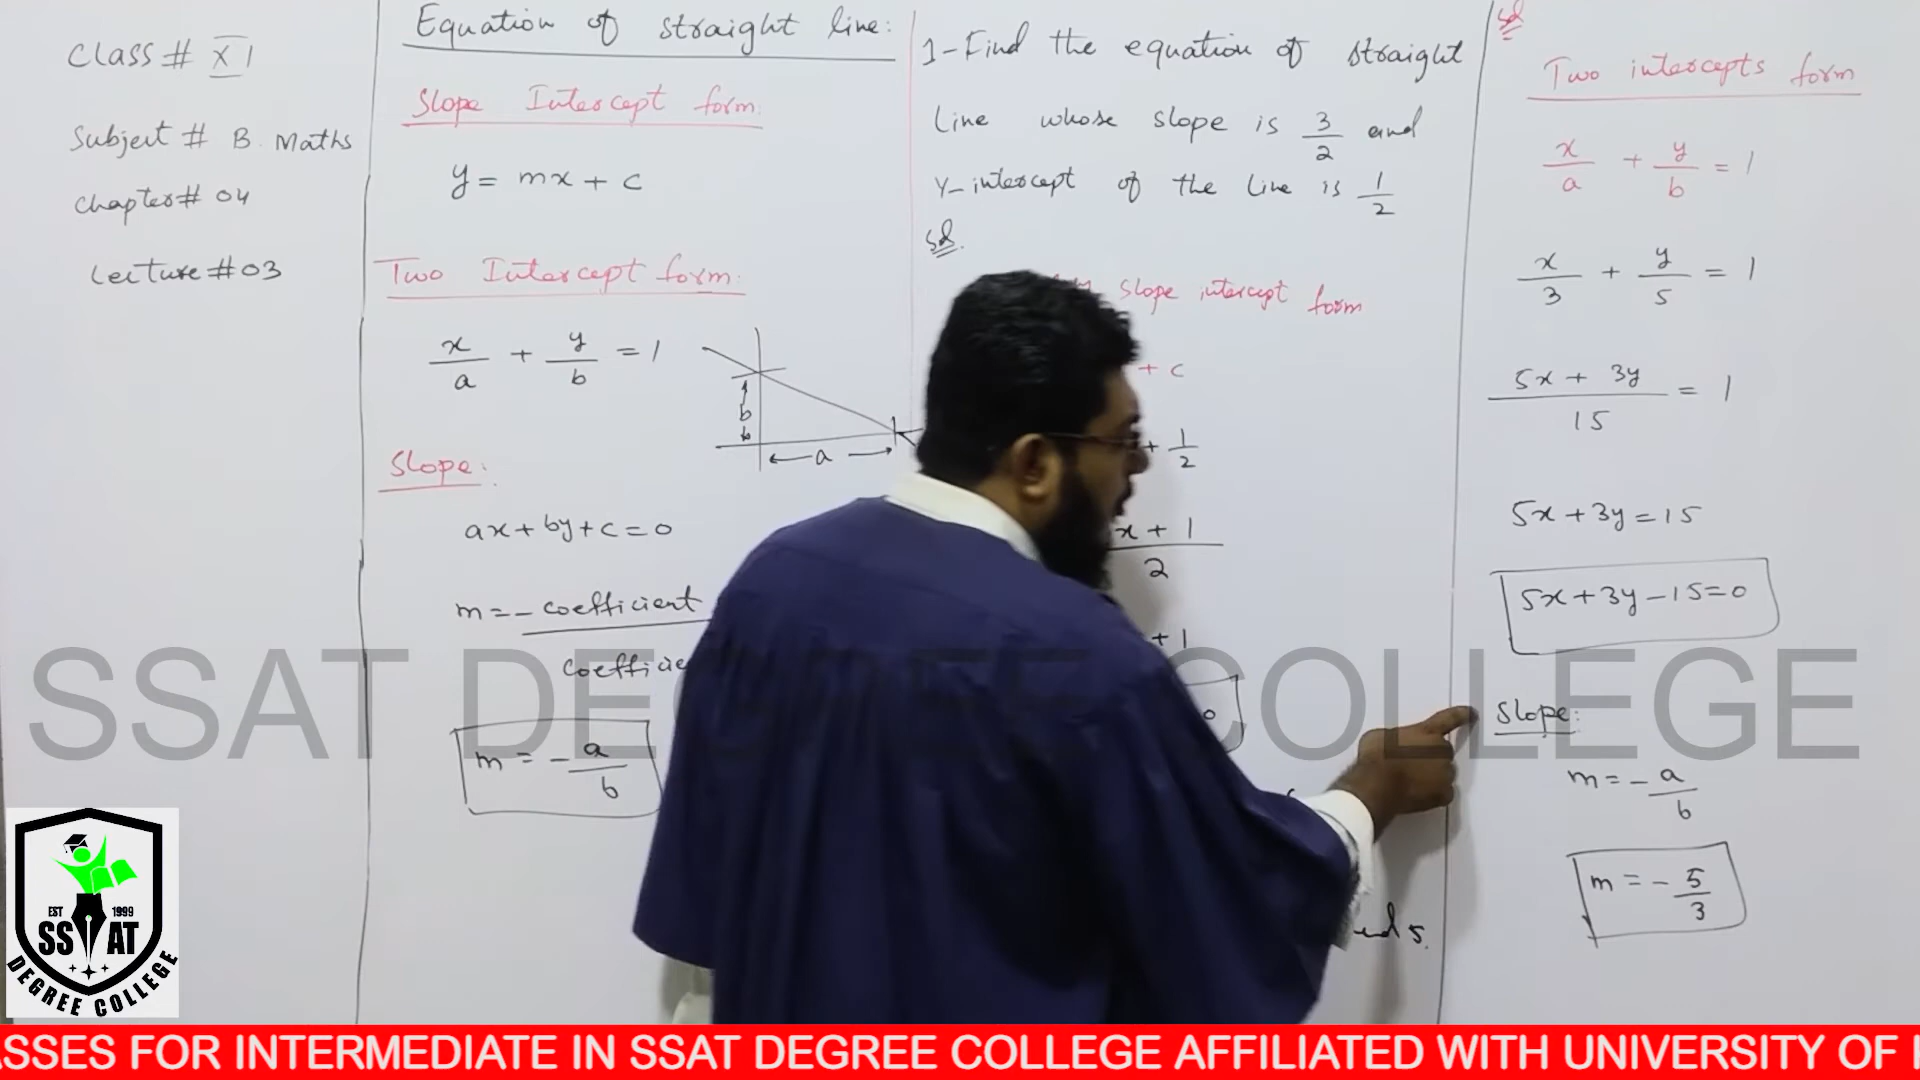 Class # XI
Subject # B. Maths
Chapter # 04
Lecture # 03
Equation of straight line:
Slope Intercept form:
y = mx + c
Two Intercept form:
x/a + y/b = 1
b
a
Slope:
ax + by + c = 0
m = - coefficient
m = - a/b
1- Find the equation of straight
Line whose slope is 3/2 and
Y-intercept of the Line is 1/2
Sol.
slope intercept form
+ c
+ 1/2
x + 1
2
+ 1
0
5.
Sol
Two intercepts form
x/a + y/b = 1
x/3 + y/5 = 1
5x + 3y / 15 = 1
5x + 3y = 15
5x + 3y - 15 = 0
Slope:
m = - a/b
m = - 5/3
SSAT DEGREE COLLEGE
EST 1999
SSAT
DEGREE COLLEGE
ASSES FOR INTERMEDIATE IN SSAT DEGREE COLLEGE AFFILIATED WITH UNIVERSITY OF